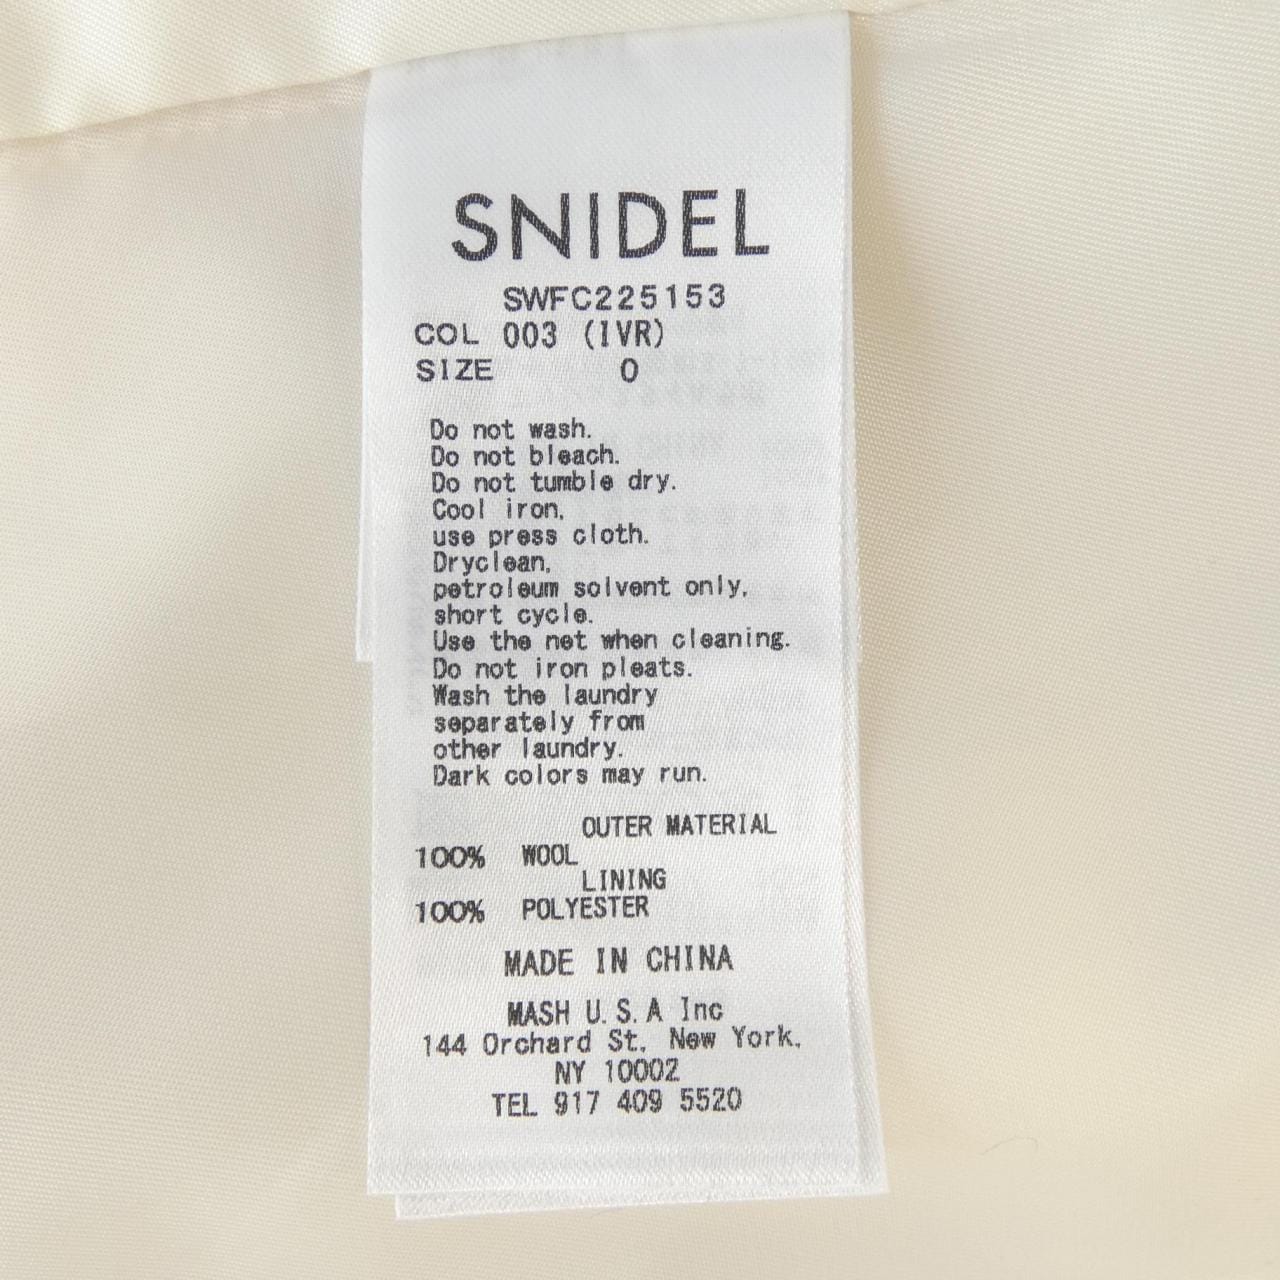 SNIDEL
SWFC225153
COL 003 (IVR)
SIZE 0
Do not wash.
Do not bleach.
Do not tumble dry.
Cool iron,
use press cloth.
Dryclean,
petroleum solvent only,
short cycle.
Use the net when cleaning.
Do not iron pleats.
Wash the laundry
separately from
other laundry.
Dark colors may run.
OUTER MATERIAL
100% WOOL
LINING
100% POLYESTER
MADE IN CHINA
MASH U.S.A Inc
144 Orchard St, New York,
NY 10002
TEL 917 409 5520